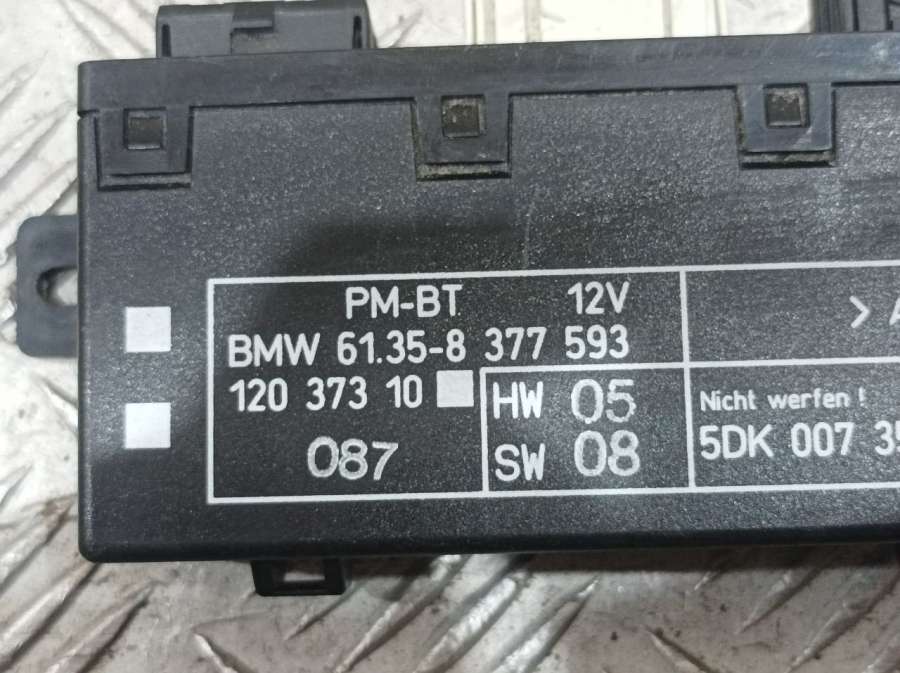 PM-BT 12V
BMW 61.35-8 377 593
120 373 10
087
HW 05
SW 08
>
Nicht werfen !
5DK 007